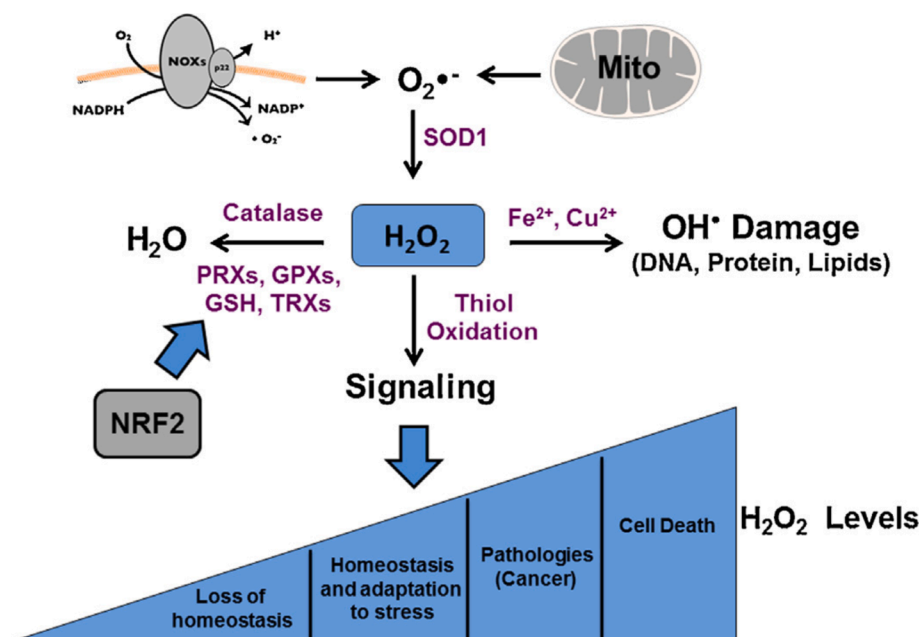 O₂
H⁺
NOXs
p22
NADPH
NADP⁺
• O₂⁻
O₂•⁻
Mito
SOD1
Catalase
H₂O
PRXs, GPXs,
GSH, TRXs
H₂O₂
Fe²⁺, Cu²⁺
OH• Damage
(DNA, Protein, Lipids)
Thiol
Oxidation
Signaling
NRF2
Loss of
homeostasis
Homeostasis
and adaptation
to stress
Pathologies
(Cancer)
Cell Death
H₂O₂ Levels